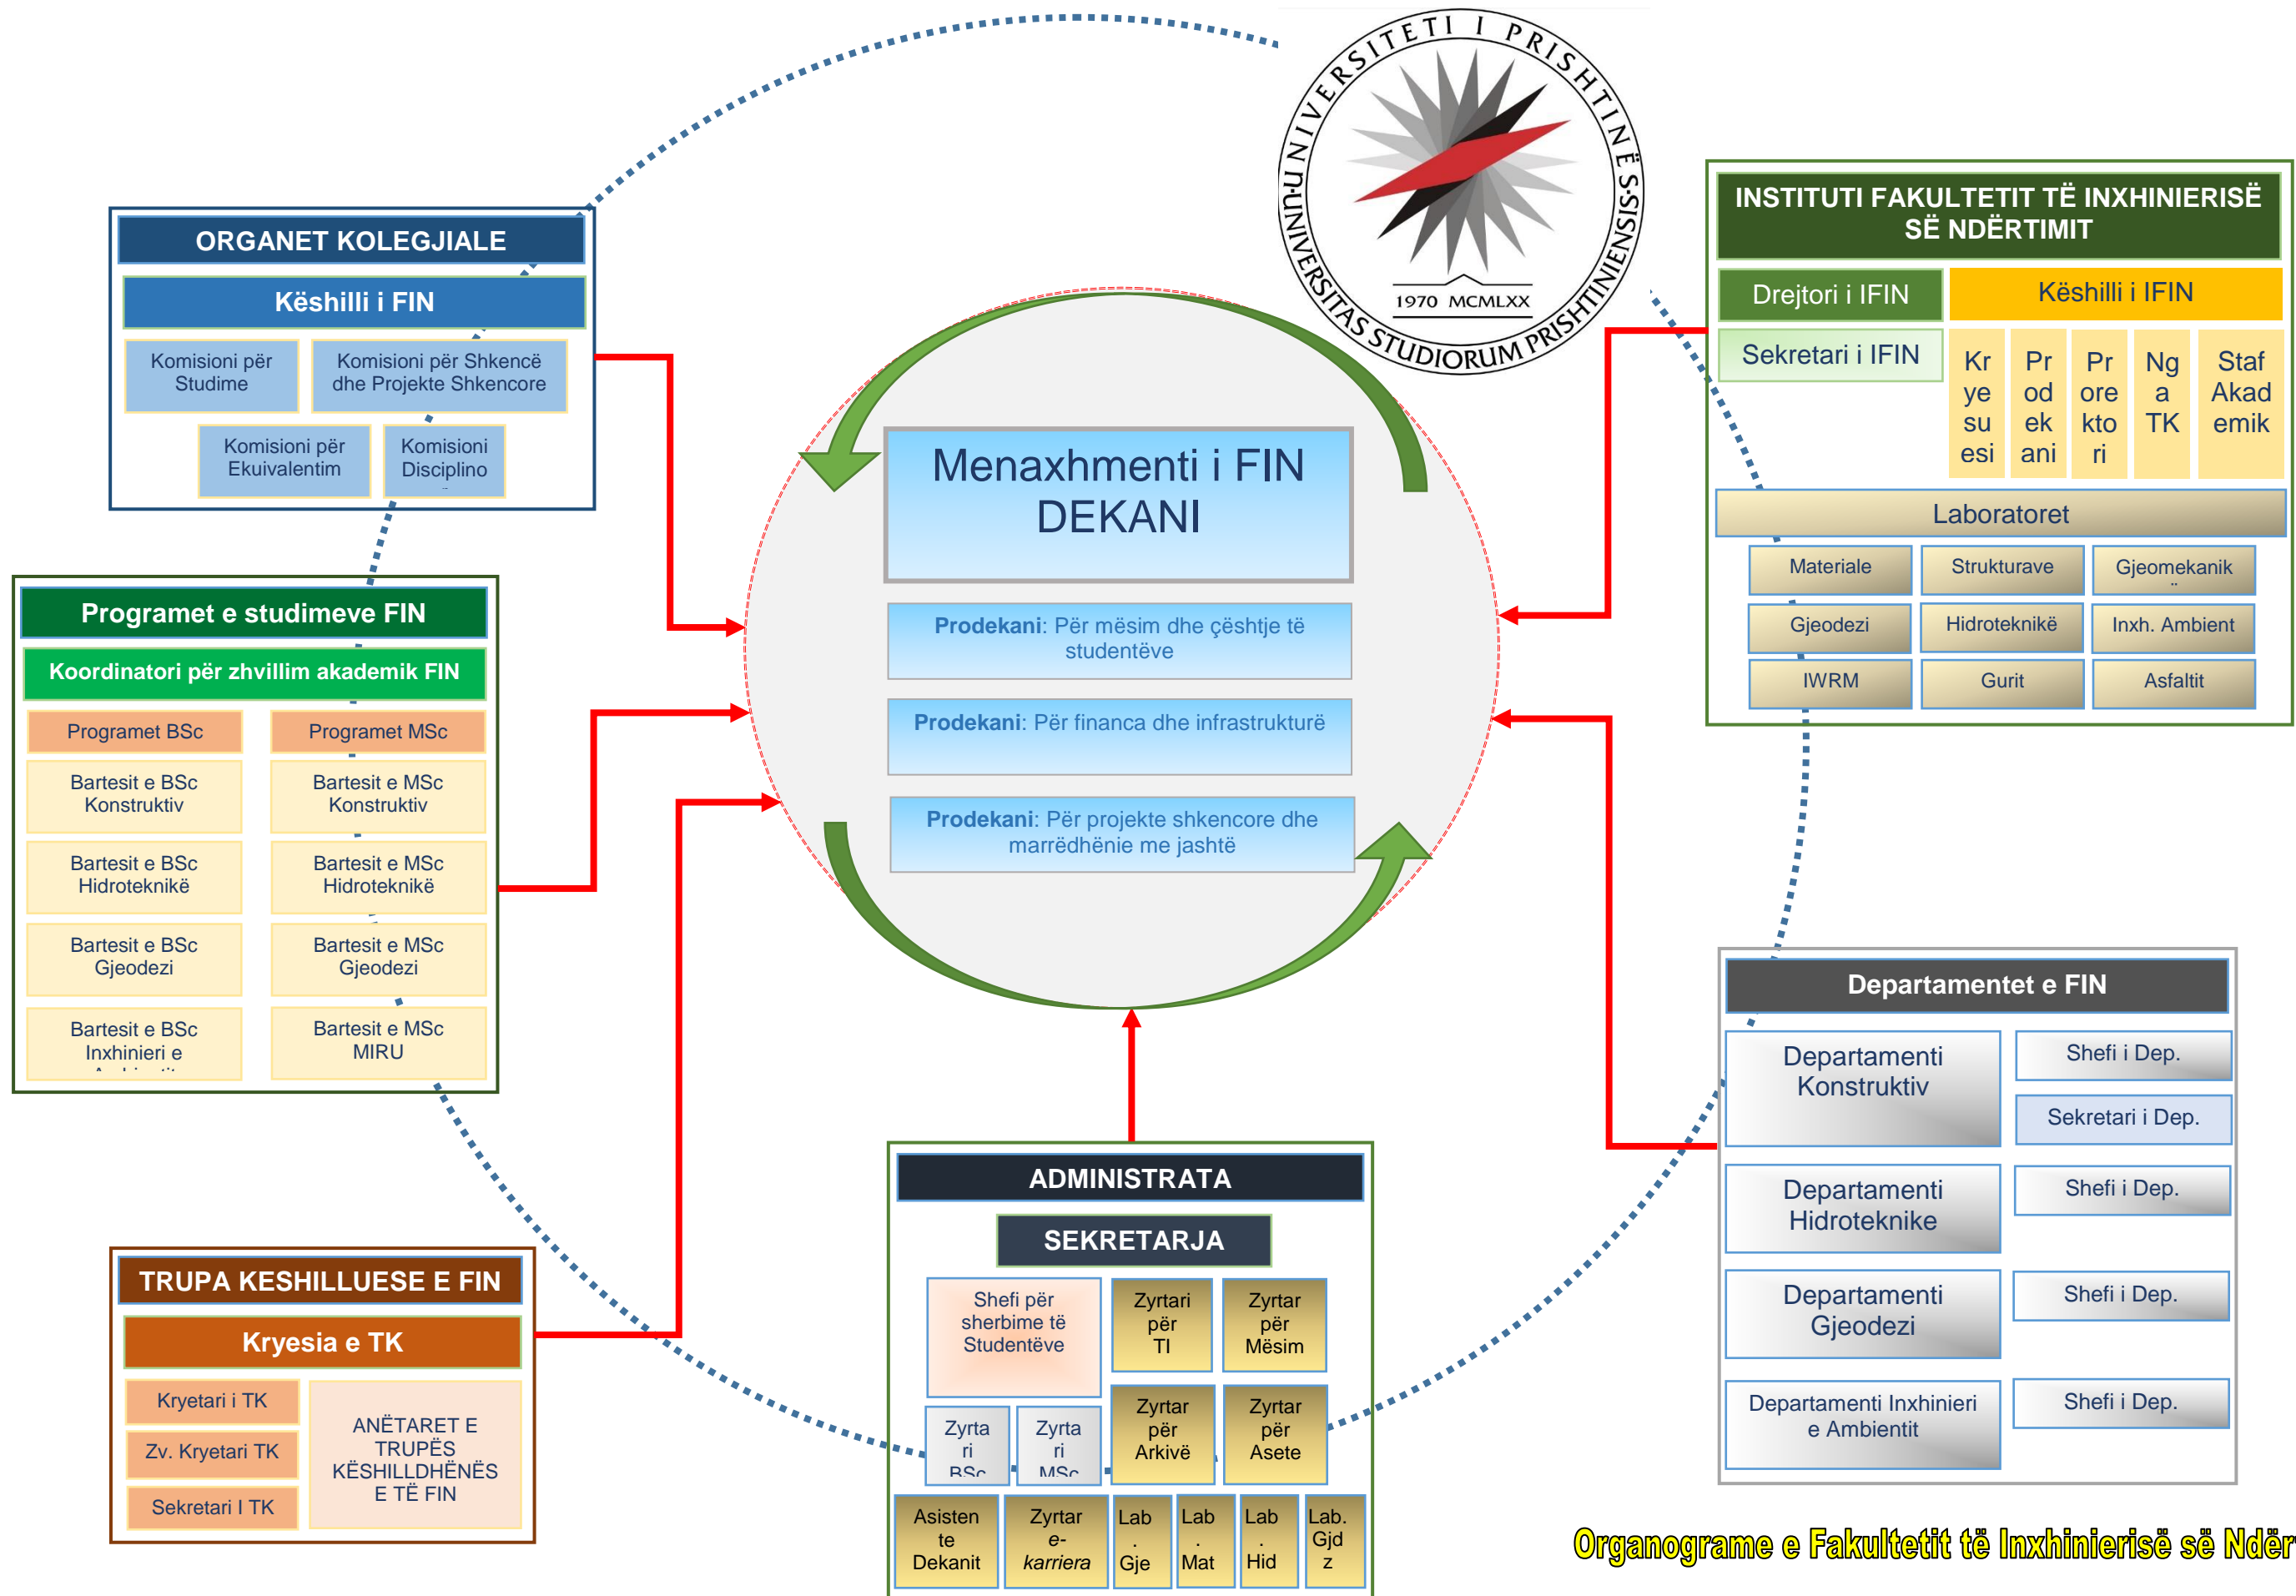 UNIVERSITETI I PRISHTINËS
UNIVERSITAS STUDIORUM PRISHTINIENSIS
1970 MCMLXX
ORGANET KOLEGJIALE
Këshilli i FIN
Komisioni për
Studime
Komisioni për Shkencë
dhe Projekte Shkencore
Komisioni për
Ekuivalentim
Komisioni
Disciplino
Programet e studimeve FIN
Koordinatori për zhvillim akademik FIN
Programet BSc
Programet MSc
Bartesit e BSc
Konstruktiv
Bartesit e MSc
Konstruktiv
Bartesit e BSc
Hidroteknikë
Bartesit e MSc
Hidroteknikë
Bartesit e BSc
Gjeodezi
Bartesit e MSc
Gjeodezi
Bartesit e BSc
Inxhinieri e
Bartesit e MSc
MIRU
TRUPA KESHILLUESE E FIN
Kryesia e TK
Kryetari i TK
Zv. Kryetari TK
Sekretari I TK
ANËTARET E
TRUPËS
KËSHILLDHËNËS
E TË FIN
Menaxhmenti i FIN
DEKANI
Prodekani: Për mësim dhe çështje të
studentëve
Prodekani: Për financa dhe infrastrukturë
Prodekani: Për projekte shkencore dhe
marrëdhënie me jashtë
ADMINISTRATA
SEKRETARJA
Shefi për
sherbime të
Studentëve
Zyrtari
për
TI
Zyrtar
për
Mësim
Zyrta
ri
BSc
Zyrta
ri
MSc
Zyrtar
për
Arkivë
Zyrtar
për
Asete
Asisten
te
Dekanit
Zyrtar
e-
karriera
Lab
.
Gje
Lab
.
Mat
Lab
.
Hid
Lab.
Gjd
z
INSTITUTI FAKULTETIT TË INXHINIERISË
SË NDËRTIMIT
Drejtori i IFIN
Këshilli i IFIN
Sekretari i IFIN
Kr
ye
su
esi
Pr
od
ek
ani
Pr
ore
kto
ri
Ng
a
TK
Staf
Akad
emik
Laboratoret
Materiale
Strukturave
Gjeomekanik
Gjeodezi
Hidroteknikë
Inxh. Ambient
IWRM
Gurit
Asfaltit
Departamentet e FIN
Departamenti
Konstruktiv
Shefi i Dep.
Sekretari i Dep.
Departamenti
Hidroteknike
Shefi i Dep.
Departamenti
Gjeodezi
Shefi i Dep.
Departamenti Inxhinieri
e Ambientit
Shefi i Dep.
Organograme e Fakultetit të Inxhinierisë së Ndër